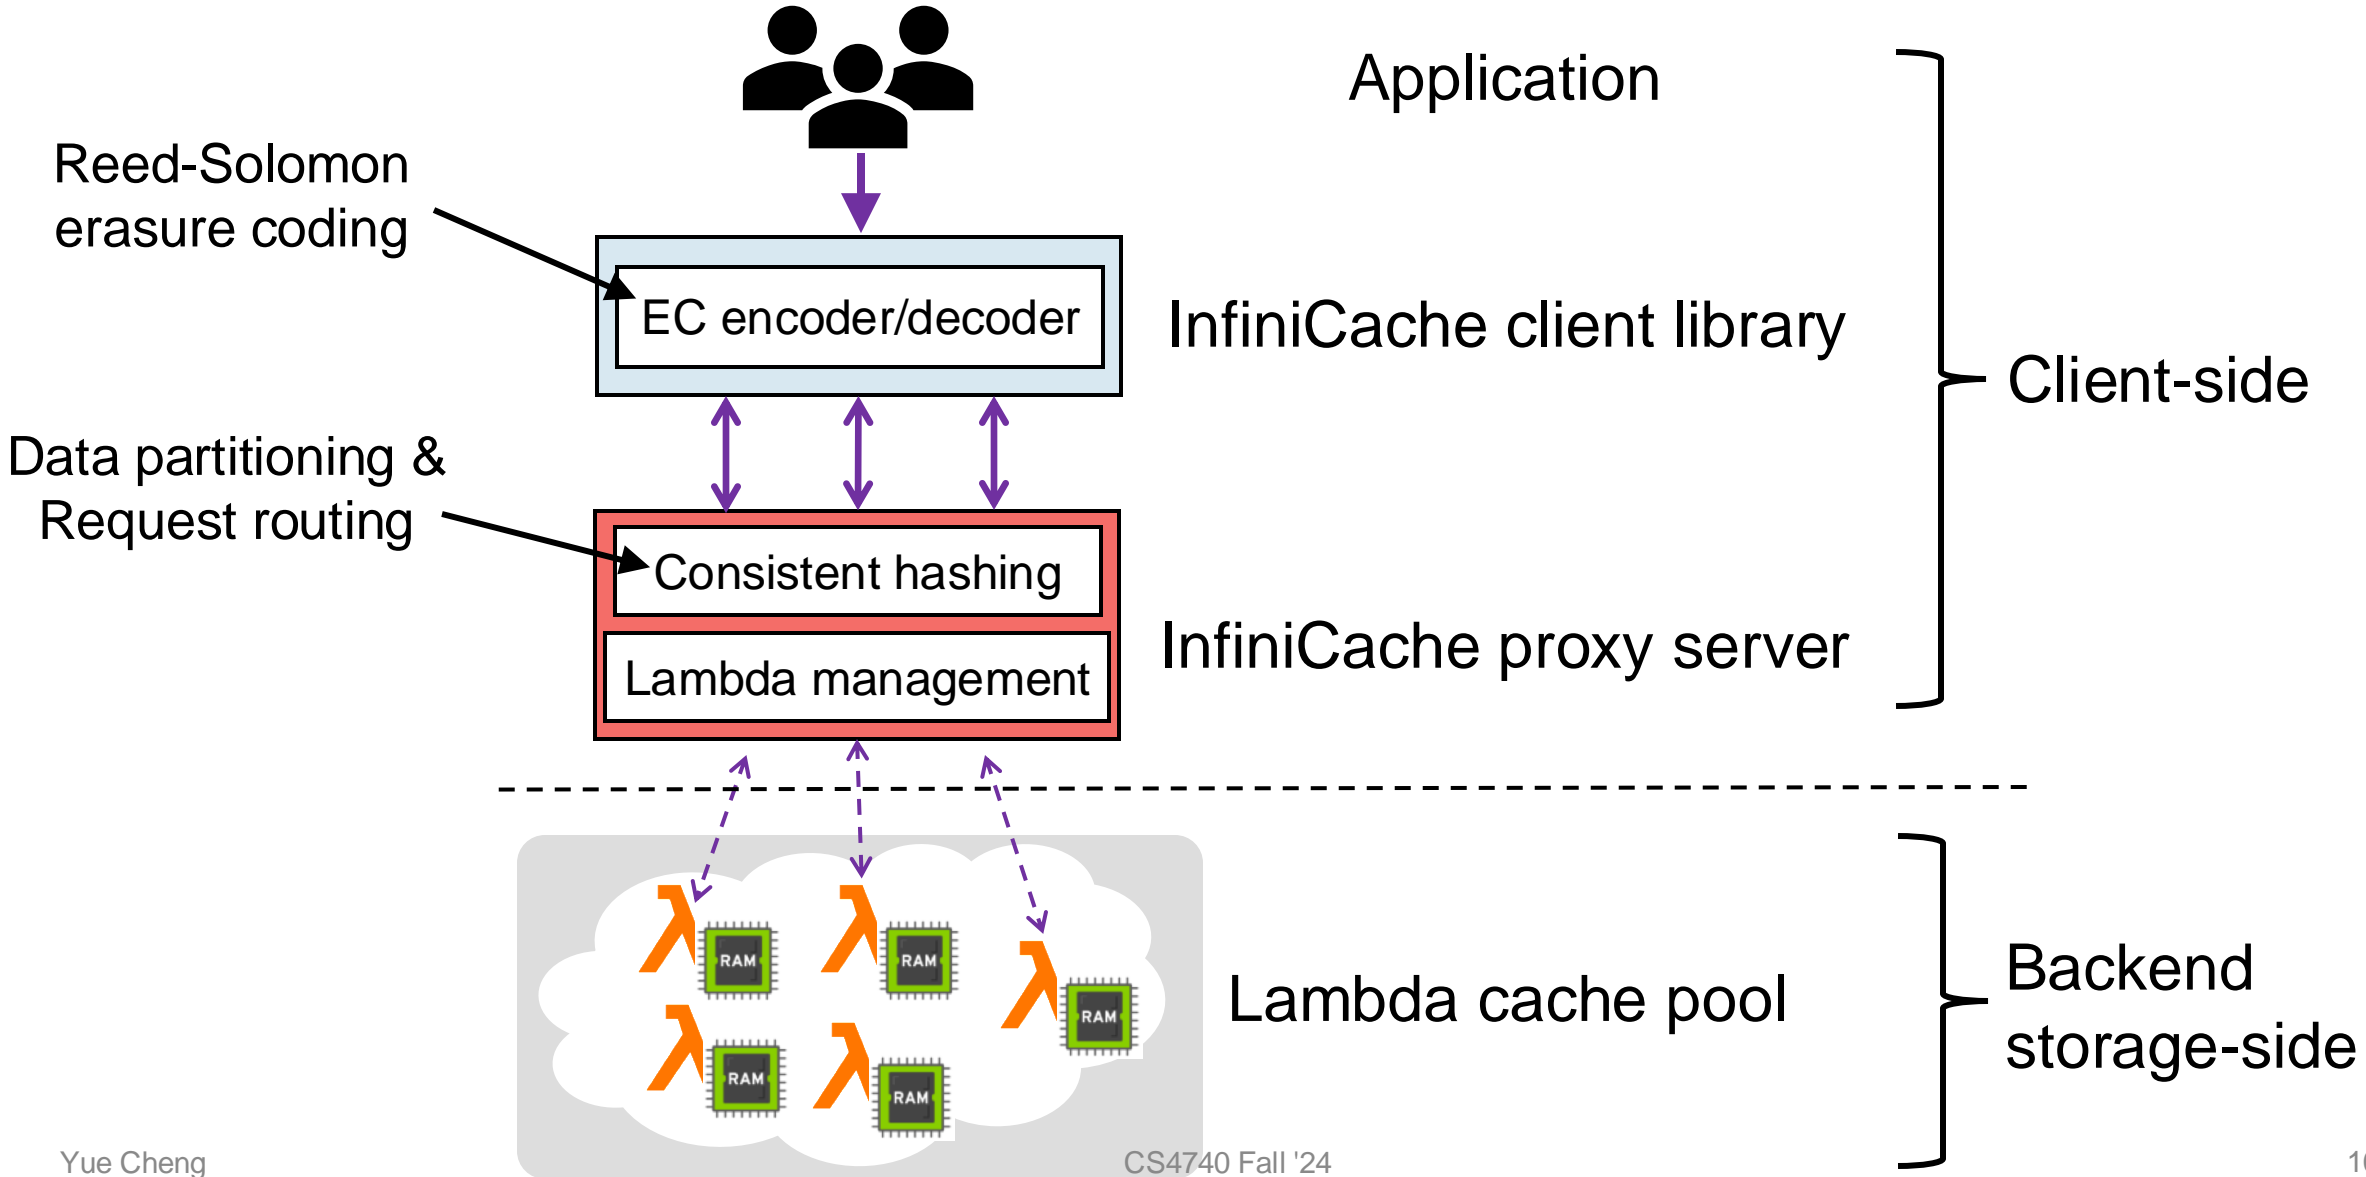 Application
Reed-Solomon
erasure coding
EC encoder/decoder
InfiniCache client library
Client-side
Data partitioning &
Request routing
Consistent hashing
Lambda management
InfiniCache proxy server
RAM
RAM
RAM
RAM
RAM
Lambda cache pool
Backend
storage-side
Yue Cheng
CS4740 Fall '24